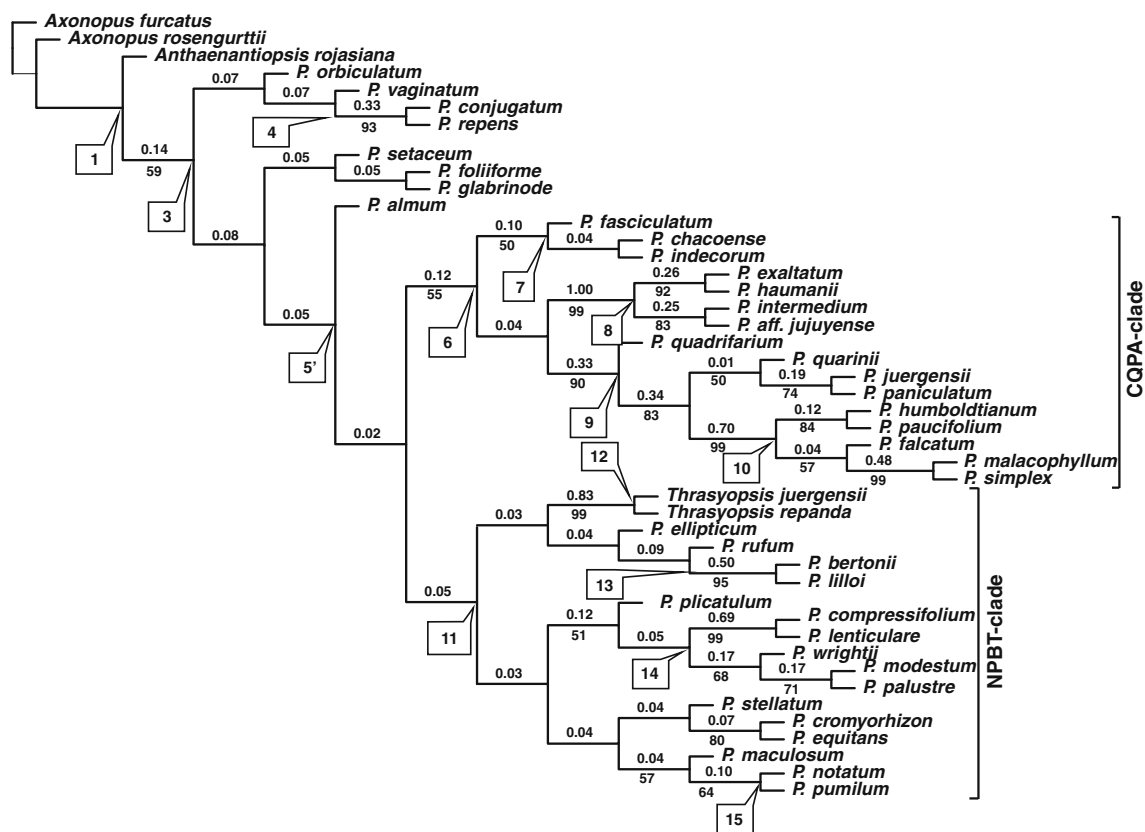 Axonopus furcatus
Axonopus rosengurttii
Anthaenantiopsis rojasiana
0.07
P. orbiculatum
0.07
P. vaginatum
0.33
P. conjugatum
4
93
P. repens
1
0.14
59
0.05
P. setaceum
0.05
P. foliiforme
P. glabrinode
3
P. almum
0.08
0.10
P. fasciculatum
50
0.04
P. chacoense
P. indecorum
0.12
55
7
0.26
P. exaltatum
1.00
92
P. haumanii
99
0.25
P. intermedium
0.05
6
0.04
8
83
P. aff. jujuyense
P. quadrifarium
5'
0.33
0.01
P. quarinii
90
50
0.19
P. juergensii
74
P. paniculatum
0.34
83
9
0.12
P. humboldtianum
0.70
84
P. paucifolium
0.02
99
0.04
P. falcatum
12
10
57
0.48
P. malacophyllum
99
P. simplex
CQPA-clade
0.83
Thrasyopsis juergensii
0.03
99
Thrasyopsis repanda
0.04
P. ellipticum
0.09
P. rufum
0.50
P. bertonii
13
95
P. lilloi
0.05
11
0.12
P. plicatulum
51
0.69
P. compressifolium
0.05
99
P. lenticulare
14
0.17
P. wrightii
68
0.17
P. modestum
0.03
71
P. palustre
0.04
P. stellatum
0.07
P. cromyorhizon
0.04
80
P. equitans
0.04
P. maculosum
57
0.10
P. notatum
64
P. pumilum
15
NPBT-clade